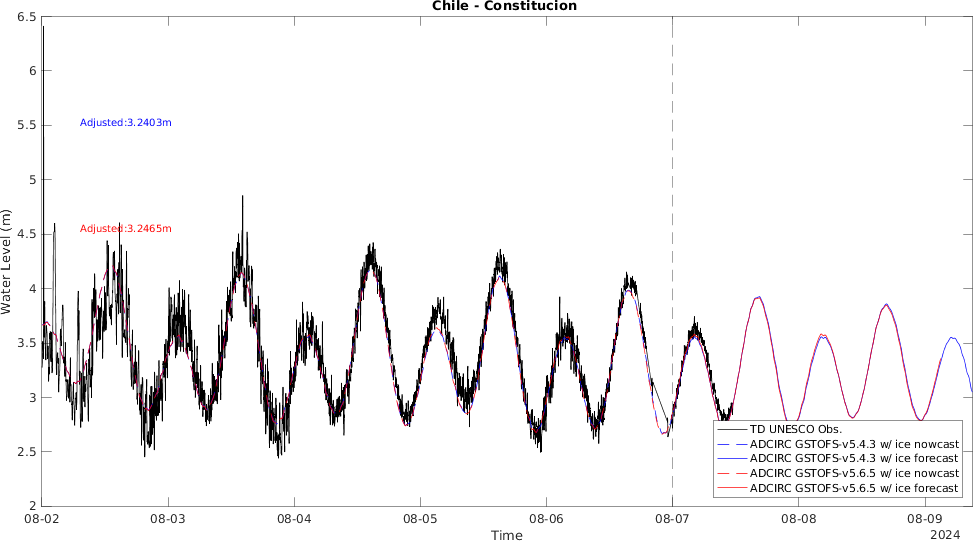 Chile - Constitucion
6.5
6
5.5
5
4.5
4
3.5
3
2.5
2
Water Level (m)
Adjusted:3.2403m
Adjusted:3.2465m
TD UNESCO Obs.
ADCIRC GSTOFS-v5.4.3 w/ ice nowcast
ADCIRC GSTOFS-v5.4.3 w/ ice forecast
ADCIRC GSTOFS-v5.6.5 w/ ice nowcast
ADCIRC GSTOFS-v5.6.5 w/ ice forecast
08-02 08-03 08-04 08-05 08-06 08-07 08-08 08-09
Time
2024